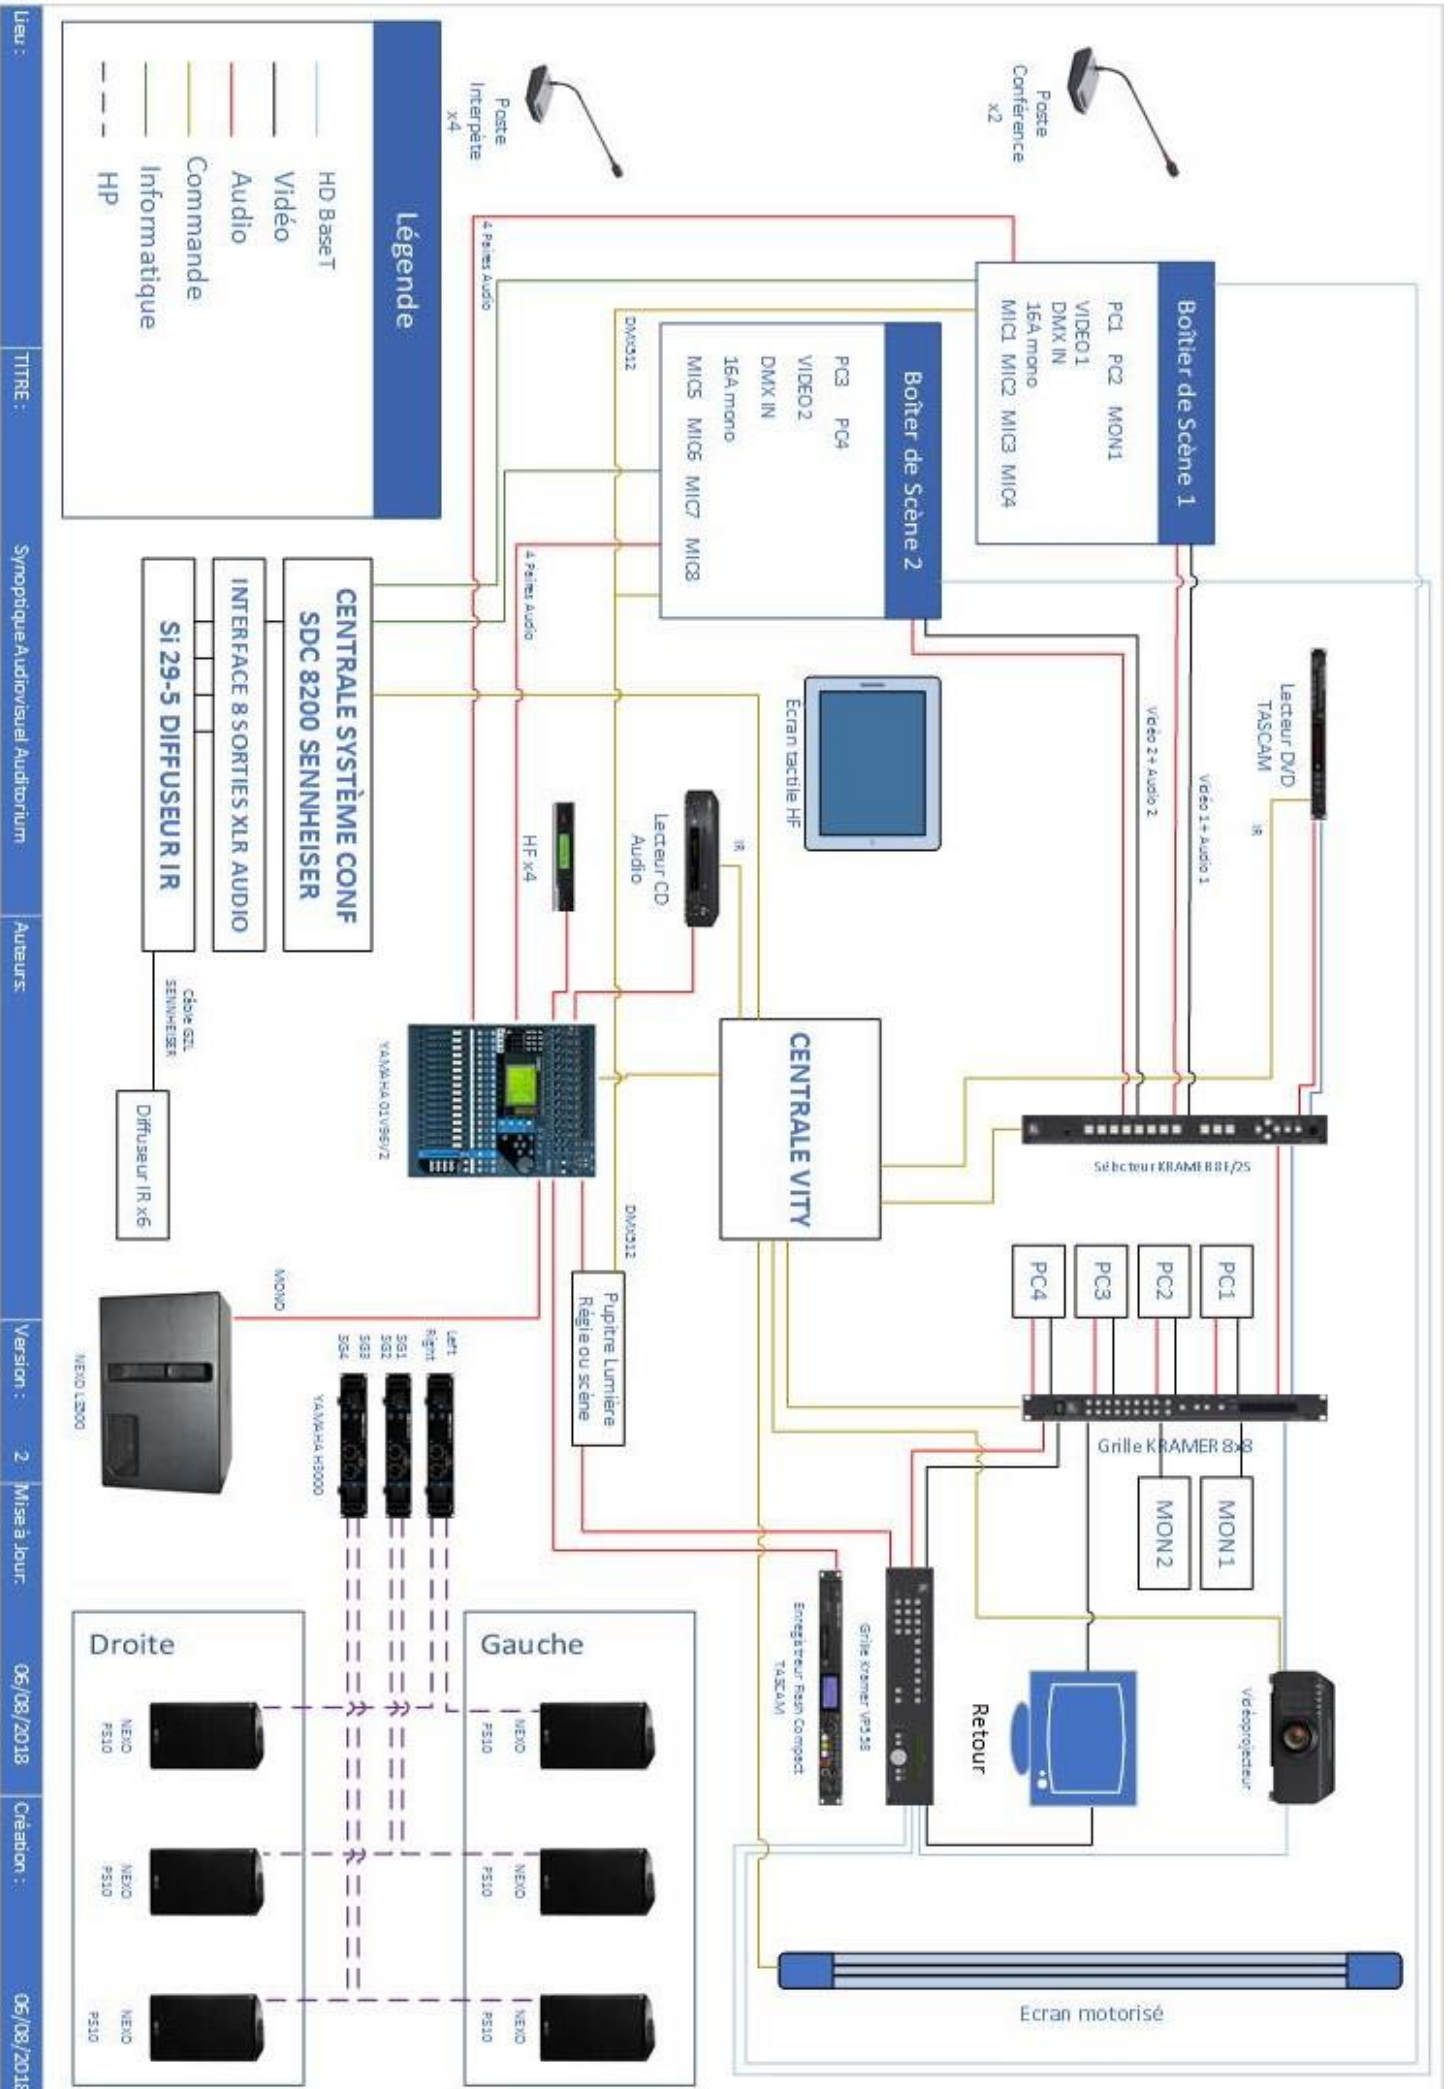 Poste
Conférence
x2
Poste
Interpète
x4
Boîtier de Scène 1
PC1 PC2 MON1
VIDEO 1
DMX IN
16A mono
MIC1 MIC2 MIC3 MIC4
Boîter de Scène 2
PC3 PC4
VIDEO 2
DMX IN
16A mono
MIC5 MIC6 MIC7 MIC8
4 Paires Audio
DMX512
4 Paires Audio
Légende
HD BaseT
Vidéo
Audio
Commande
Informatique
HP
Lecteur DVD
TASCAM
IR
Vidéo 1 + Audio 1
Vidéo 2 + Audio 2
Ecran tactile HF
IR
Lecteur CD
Audio
HF x4
CENTRALE SYSTÈME CONF
SDC 8200 SENNHEISER
INTERFACE 8 SORTIES XLR AUDIO
Si 29-5 DIFFUSEUR IR
Câble GZL
SENNHEISER
Diffuseur IR x6
Sélecteur KRAMER 8E/2S
CENTRALE VITY
YAMAHA 01V96V2
DMX512
Pupitre Lumière
Régie ou scène
MONO
NEXO LS500
PC1
PC2
PC3
PC4
Grille KRAMER 8x8
MON1
MON2
Left
Right
SG1
SG2
SG3
SG4
YAMAHA H3000
Vidéoprojecteur
Retour
Grille Kramer VP558
Enregistreur Flash Compact
TASCAM
Ecran motorisé
Gauche
NEXO
PS10
NEXO
PS10
NEXO
PS10
Droite
NEXO
PS10
NEXO
PS10
NEXO
PS10
Lieu :
TITRE :
Synoptique Audiovisuel Auditorium
Auteurs:
Version : 2
Mise à Jour: 06/08/2018
Création : 06/08/2018